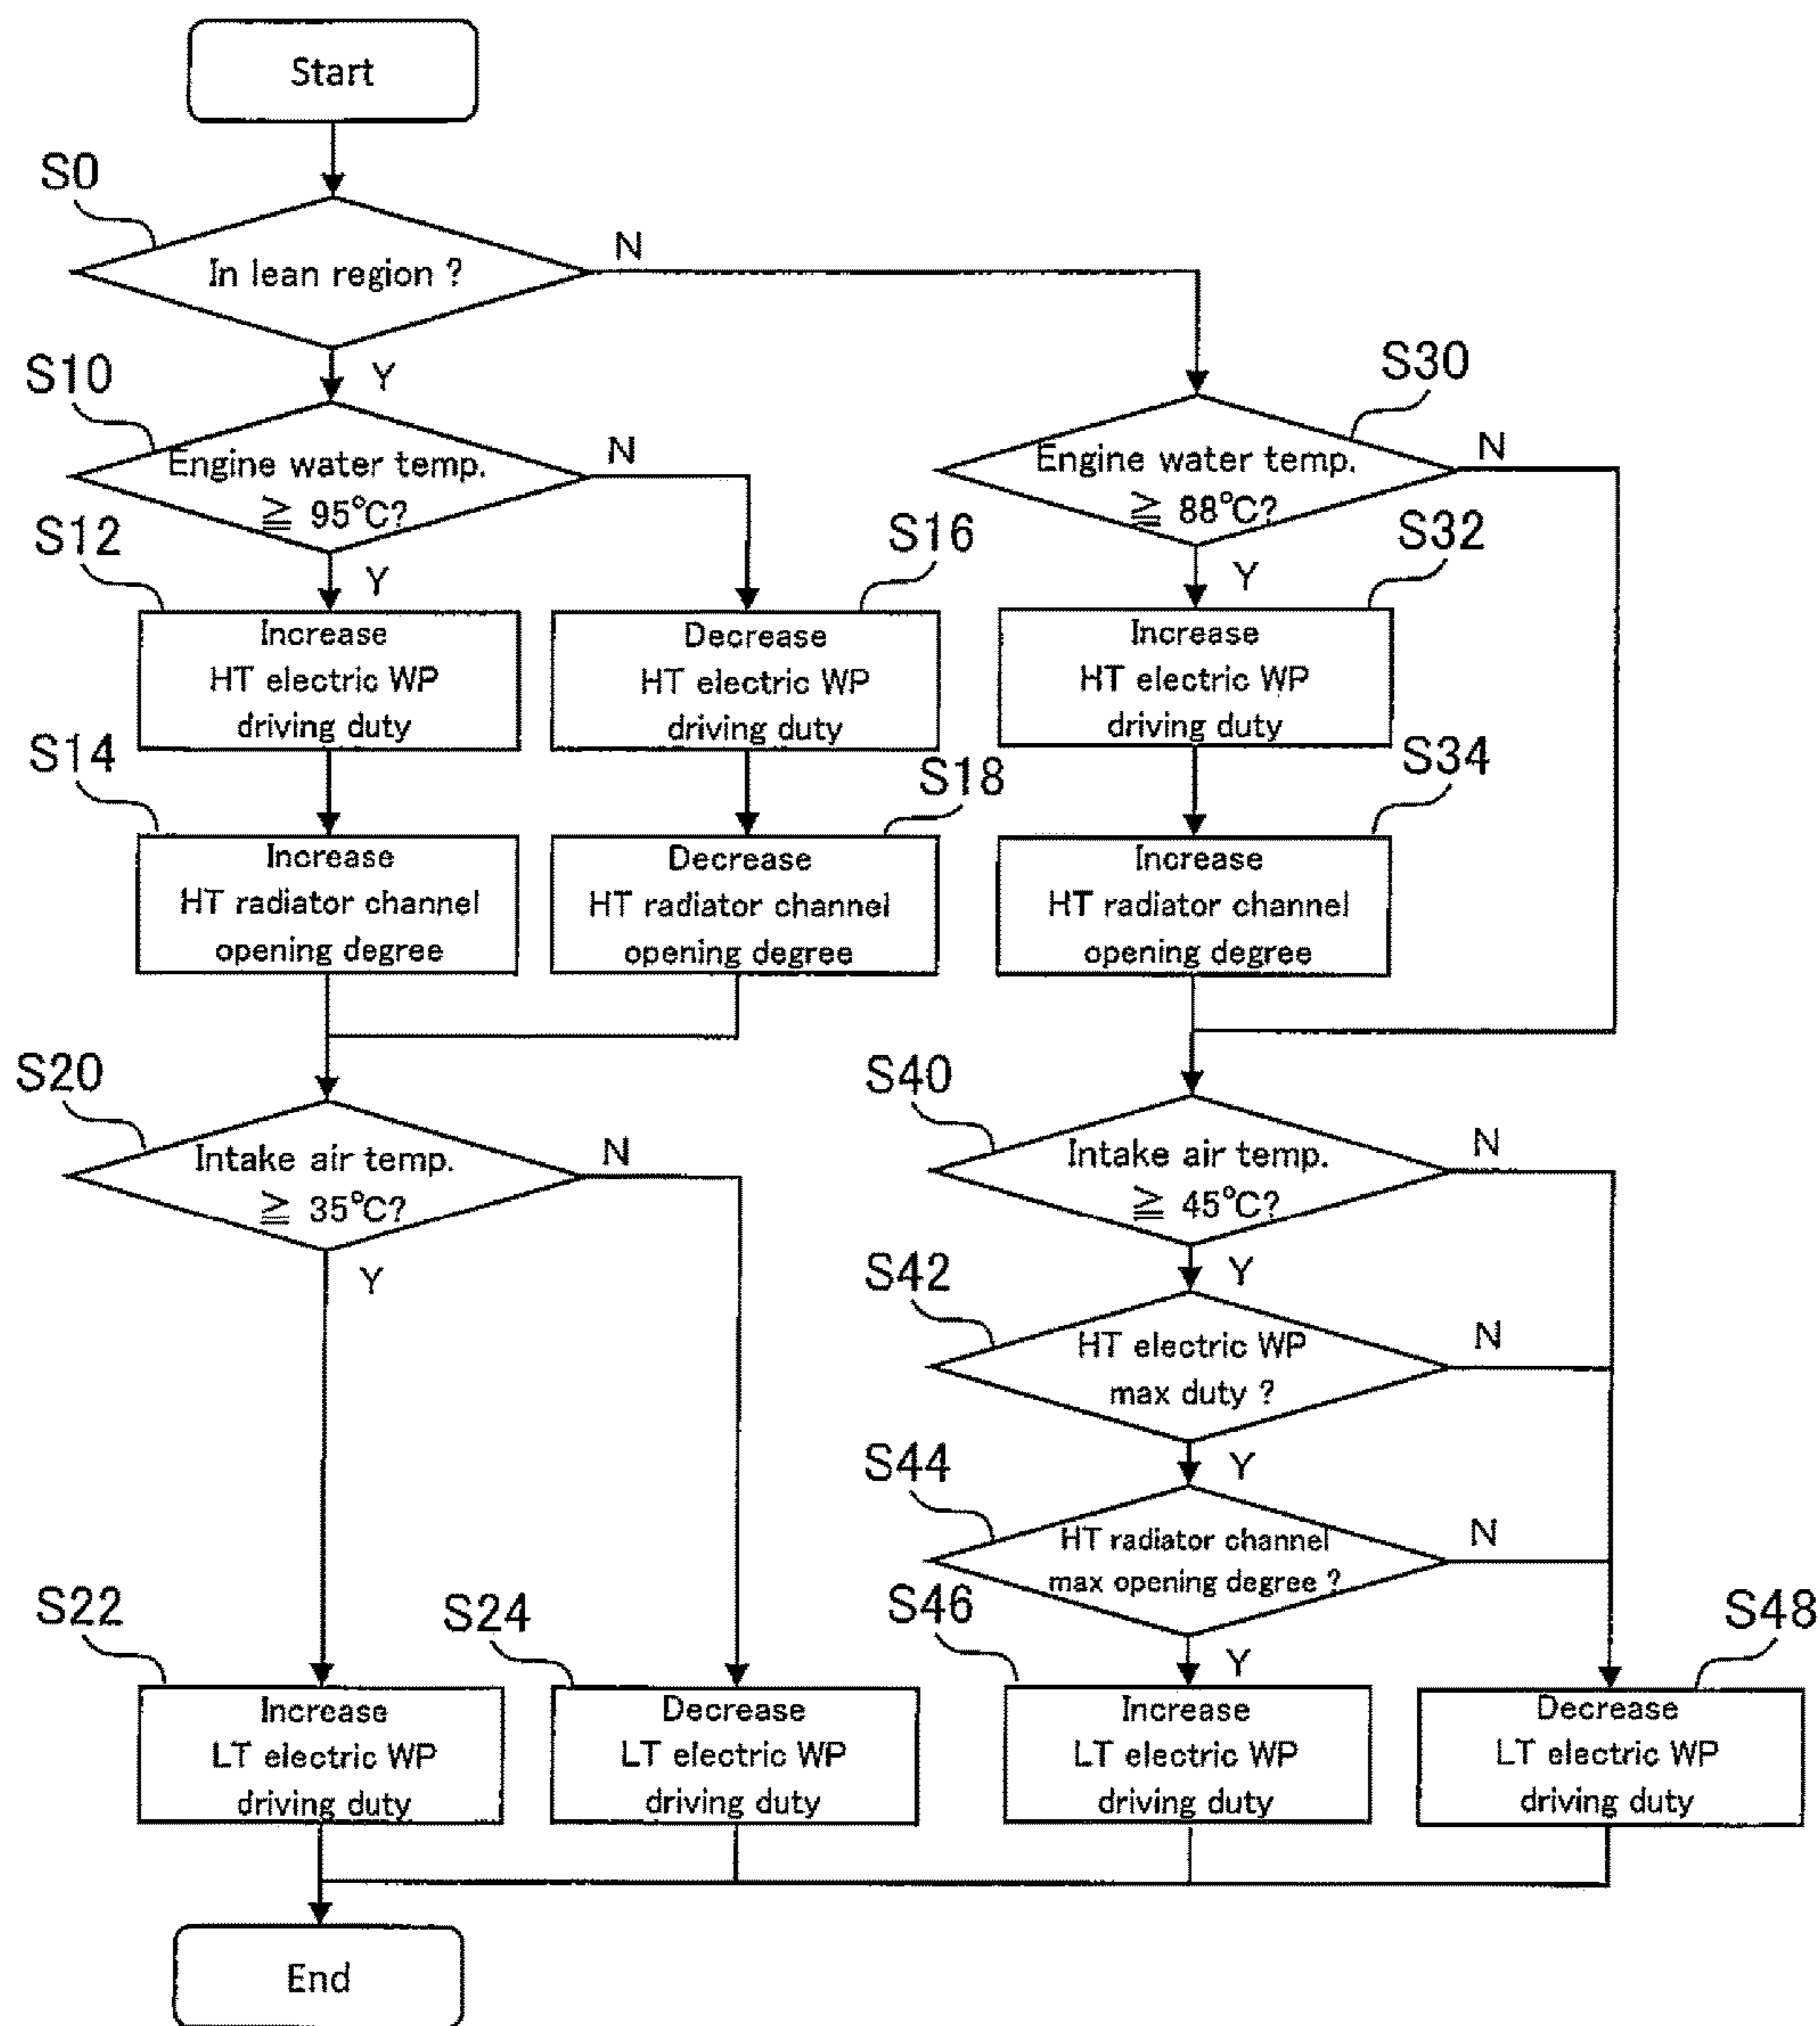 Start
S0
In lean region ?
N
Y
S10
Engine water temp.
≧ 95°C?
N
Y
S30
Engine water temp.
≧ 88°C?
N
Y
S12
Increase
HT electric WP
driving duty
S16
Decrease
HT electric WP
driving duty
S32
Increase
HT electric WP
driving duty
S14
Increase
HT radiator channel
opening degree
S18
Decrease
HT radiator channel
opening degree
S34
Increase
HT radiator channel
opening degree
S20
Intake air temp.
≧ 35°C?
N
Y
S40
Intake air temp.
≧ 45°C?
N
Y
S42
HT electric WP
max duty ?
N
Y
S44
HT radiator channel
max opening degree ?
N
Y
S22
Increase
LT electric WP
driving duty
S24
Decrease
LT electric WP
driving duty
S46
Increase
LT electric WP
driving duty
S48
Decrease
LT electric WP
driving duty
End